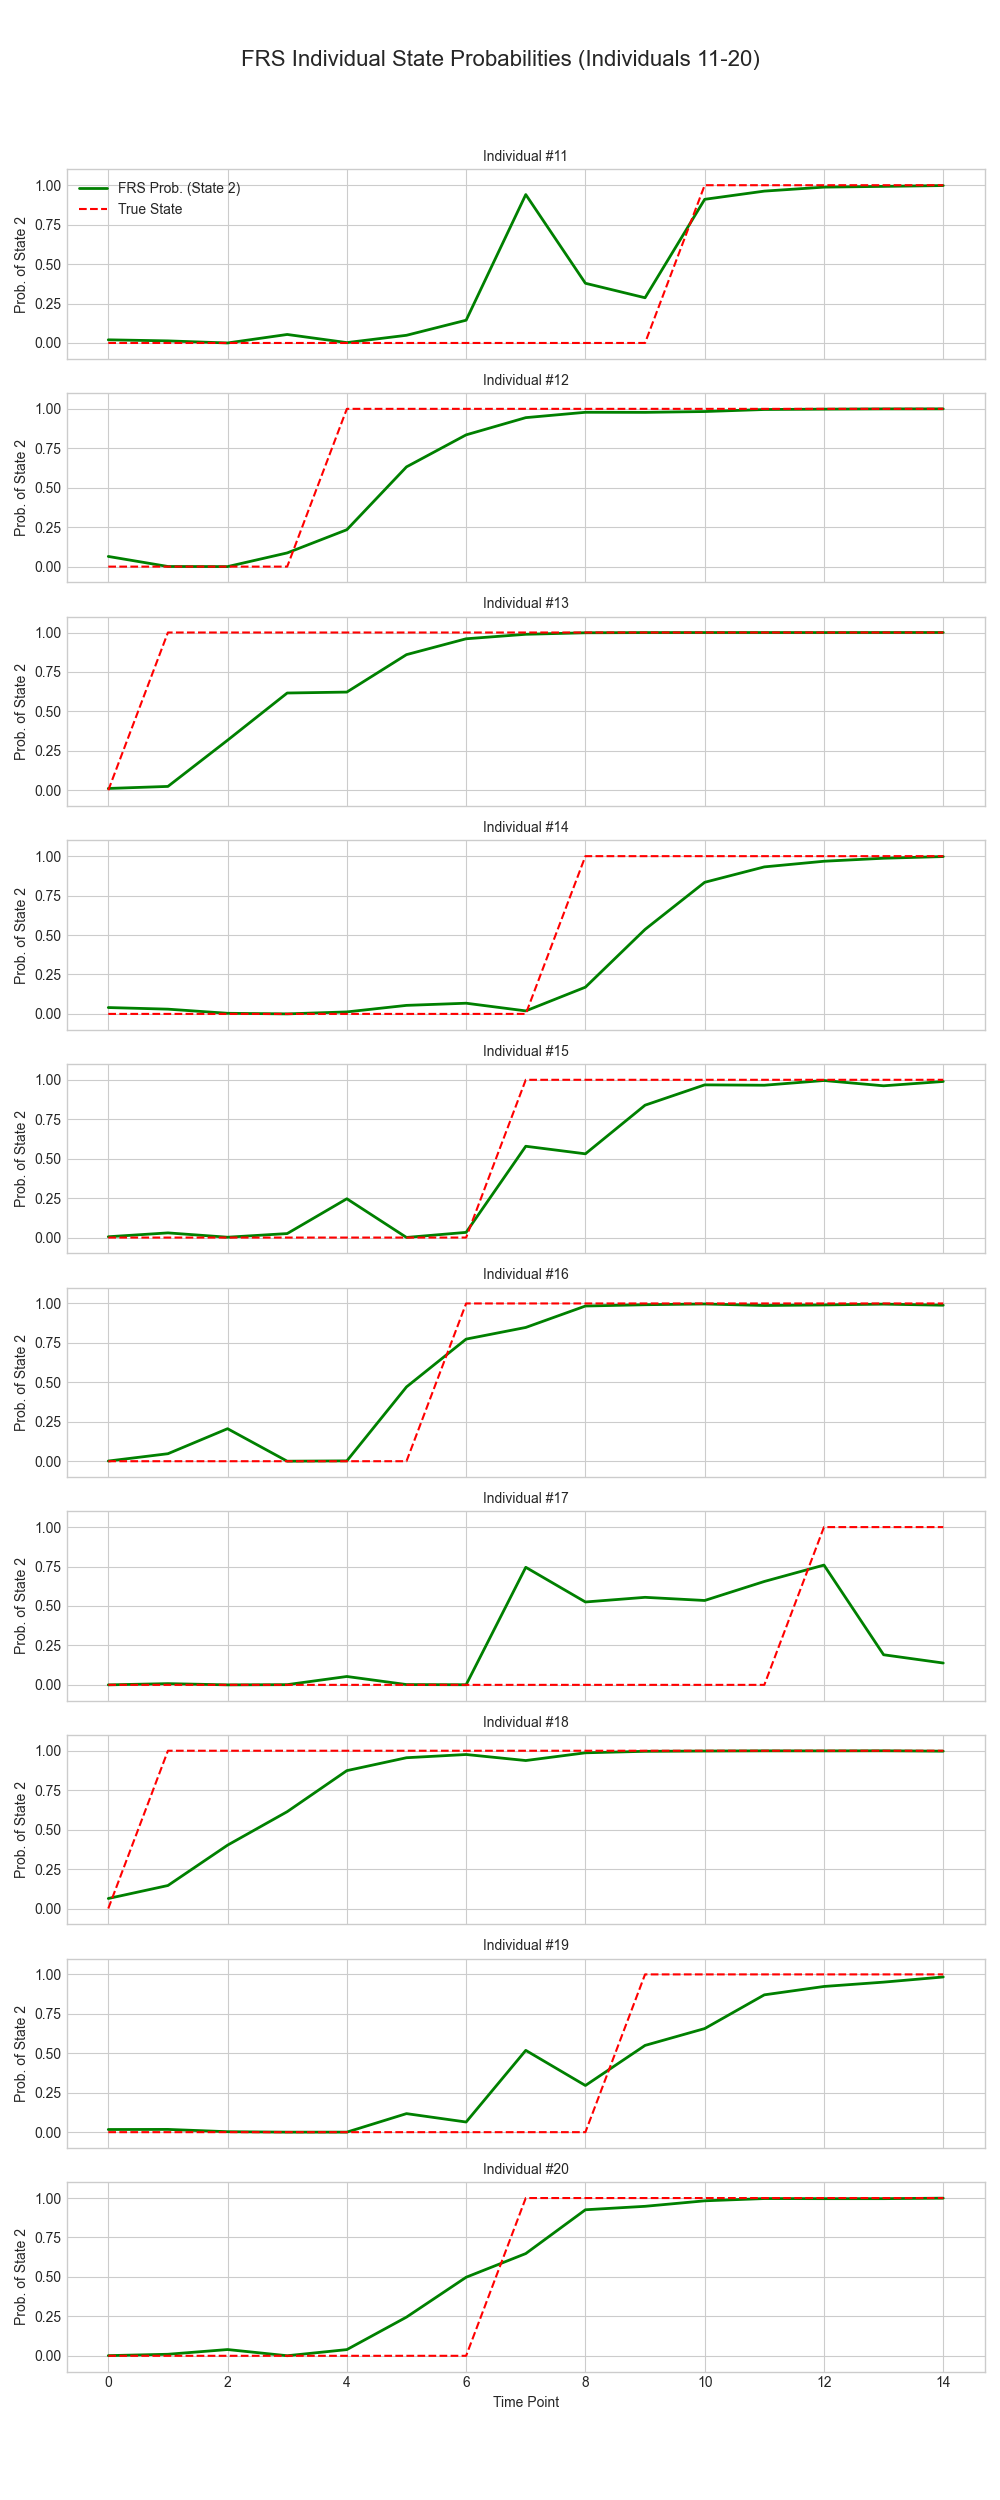 FRS Individual State Probabilities (Individuals 11-20)
Individual #11
FRS Prob. (State 2)
True State
Prob. of State 2
1.00
0.75
0.50
0.25
0.00
Individual #12
Prob. of State 2
1.00
0.75
0.50
0.25
0.00
Individual #13
Prob. of State 2
1.00
0.75
0.50
0.25
0.00
Individual #14
Prob. of State 2
1.00
0.75
0.50
0.25
0.00
Individual #15
Prob. of State 2
1.00
0.75
0.50
0.25
0.00
Individual #16
Prob. of State 2
1.00
0.75
0.50
0.25
0.00
Individual #17
Prob. of State 2
1.00
0.75
0.50
0.25
0.00
Individual #18
Prob. of State 2
1.00
0.75
0.50
0.25
0.00
Individual #19
Prob. of State 2
1.00
0.75
0.50
0.25
0.00
Individual #20
Prob. of State 2
1.00
0.75
0.50
0.25
0.00
0 2 4 6 8 10 12 14
Time Point